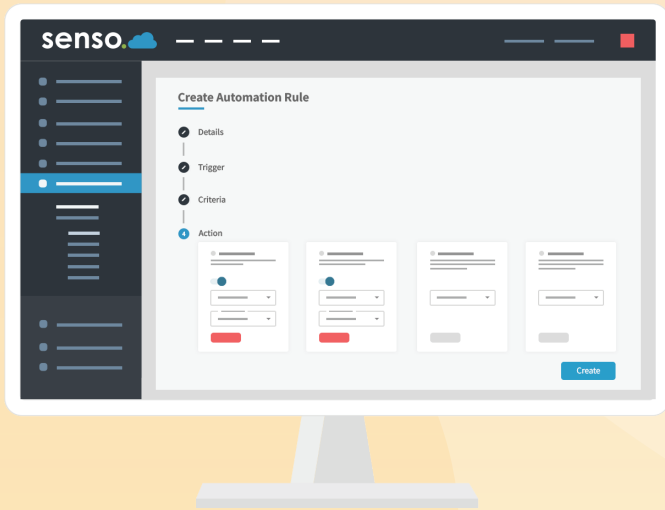 senso.
Create Automation Rule
Details
Trigger
Criteria
4 Action
Create